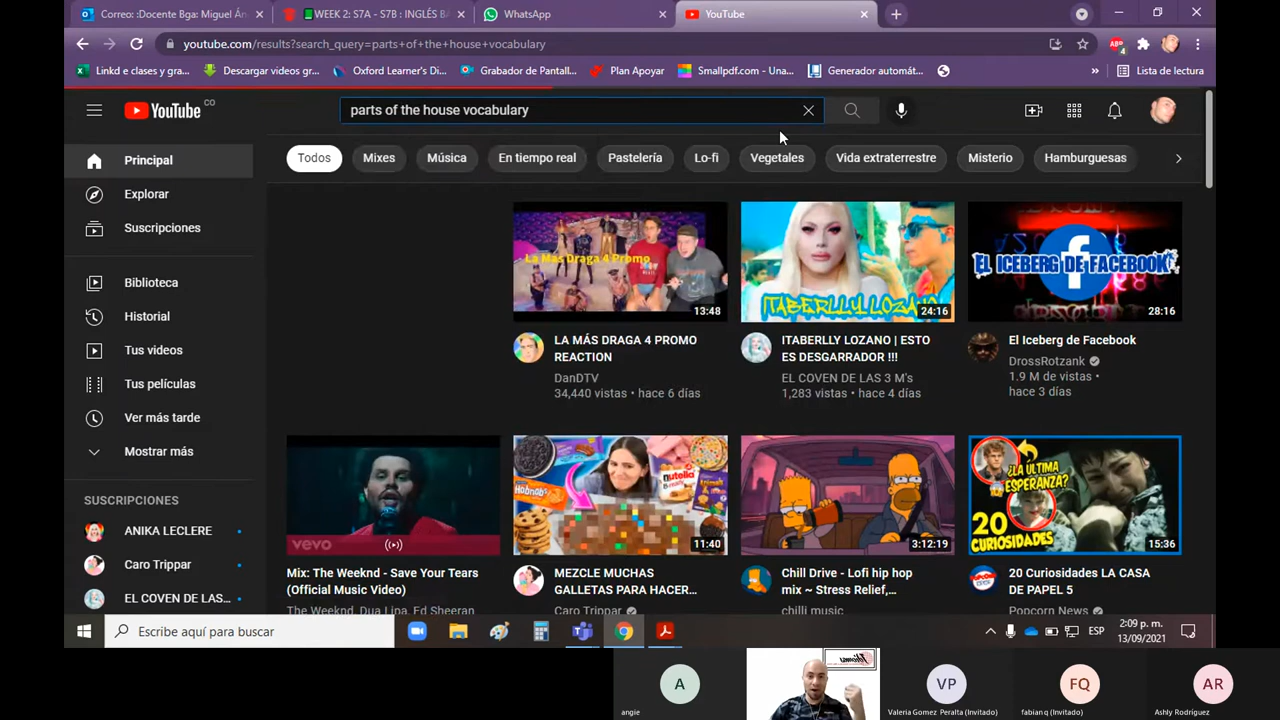 Correo: :Docente Bga: Miguel Án
WEEK 2: S7A - S7B : INGLÉS BA
WhatsApp
YouTube
youtube.com/results?search_query=parts+of+the+house+vocabulary
ABP
4
Linkd e clases y gra...
Descargar videos gr...
Oxford Learner's Di...
Grabador de Pantall...
Plan Apoyar
Smallpdf.com - Una...
Generador automát...
»
Lista de lectura
YouTube CO
parts of the house vocabulary
Principal
Explorar
Suscripciones
Biblioteca
Historial
Tus videos
Tus películas
Ver más tarde
Mostrar más
SUSCRIPCIONES
ANIKA LECLERE
Caro Trippar
EL COVEN DE LAS...
Todos
Mixes
Música
En tiempo real
Pastelería
Lo-fi
Vegetales
Vida extraterrestre
Misterio
Hamburguesas
La Mas Draga 4 Promo
13:48
LA MÁS DRAGA 4 PROMO
REACTION
DanDTV
34,440 vistas • hace 6 días
ITABERLLY LOZANO
24:16
ITABERLLY LOZANO | ESTO
ES DESGARRADOR !!!
EL COVEN DE LAS 3 M's
1,283 vistas • hace 4 días
EL ICEBERG DE FACEBOOK
28:16
El Iceberg de Facebook
DrossRotzank
1.9 M de vistas •
hace 3 días
vevo
Mix: The Weeknd - Save Your Tears
(Official Music Video)
The Weeknd, Dua Lipa, Ed Sheeran
HobNobs
nutella
11:40
MEZCLE MUCHAS
GALLETAS PARA HACER...
Caro Trippar
3:12:19
Chill Drive - Lofi hip hop
mix ~ Stress Relief,...
chilli music
¿LA ÚLTIMA
ESPERANZA?
20
CURIOSIDADES
15:36
20 Curiosidades LA CASA
DE PAPEL 5
Popcorn News
Escribe aquí para buscar
ESP
2:09 p. m.
13/09/2021
A
angie
VP
Valeria Gomez Peralta (Invitado)
FQ
fabian q (Invitado)
AR
Ashly Rodríguez